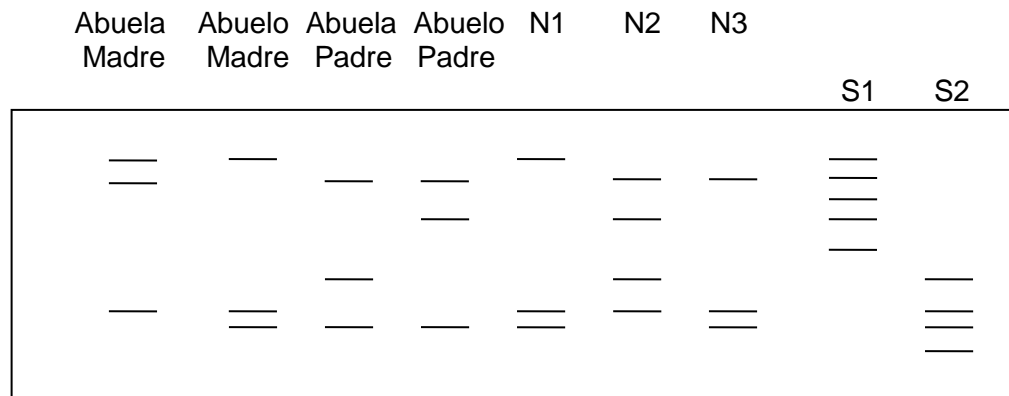 Abuela Abuelo Abuela Abuelo N1 N2 N3
Madre Madre Padre Padre
S1 S2